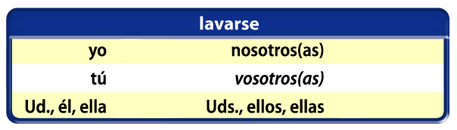 lavarse
yo nosotros(as)
tú vosotros(as)
Ud., él, ella Uds., ellos, ellas